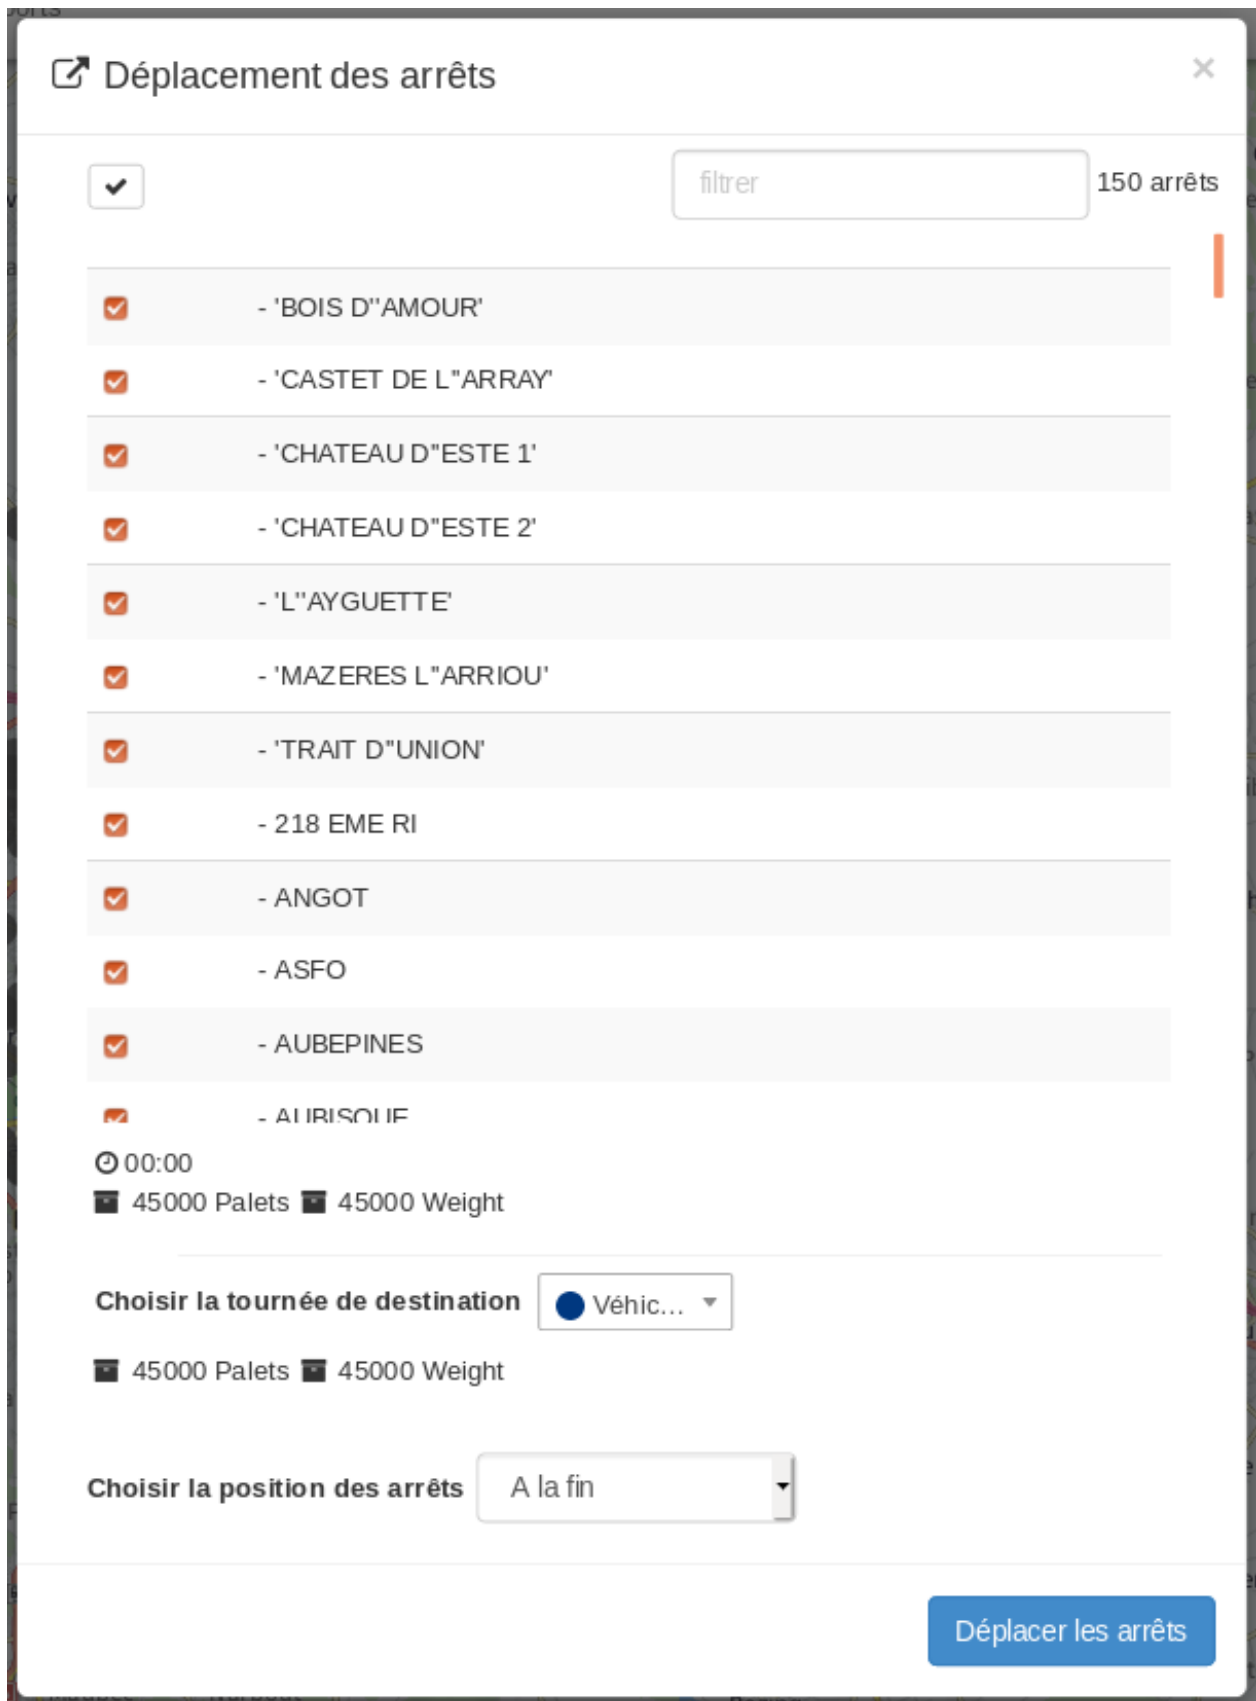 Déplacement des arrêts ×
filtrer 150 arrêts
- 'BOIS D''AMOUR'
- 'CASTET DE L''ARRAY'
- 'CHATEAU D''ESTE 1'
- 'CHATEAU D''ESTE 2'
- 'L''AYGUETTE'
- 'MAZERES L''ARRIOU'
- 'TRAIT D''UNION'
- 218 EME RI
- ANGOT
- ASFO
- AUBEPINES
- AUBISQUE
00:00
45000 Palets 45000 Weight
Choisir la tournée de destination Véhic...
45000 Palets 45000 Weight
Choisir la position des arrêts A la fin
Déplacer les arrêts